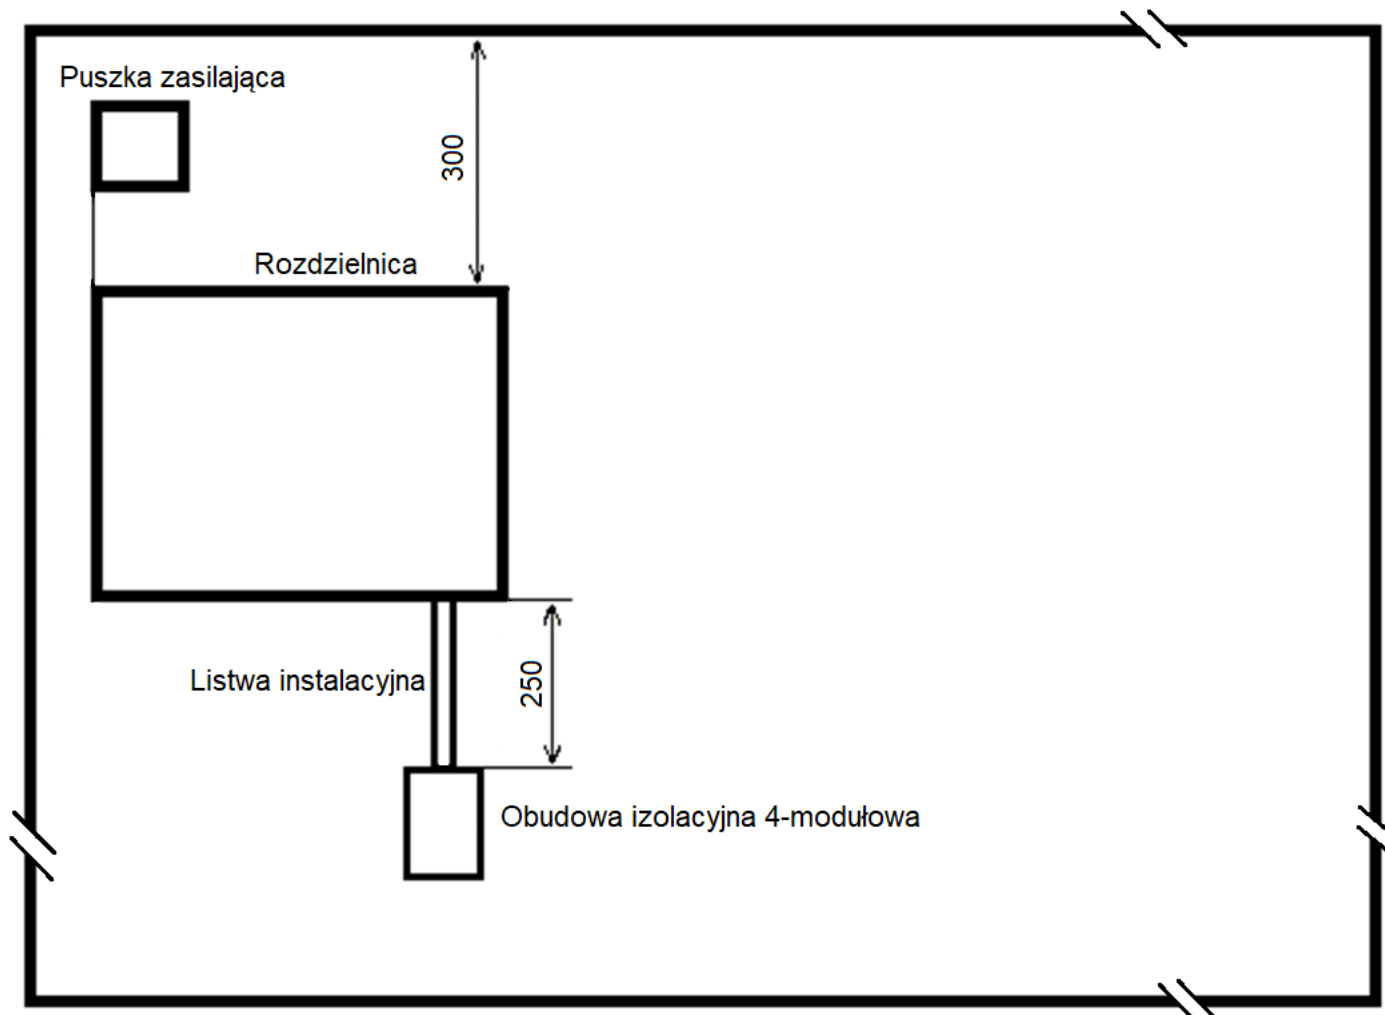 Puszka zasilająca
300
Rozdzielnica
Listwa instalacyjna
250
Obudowa izolacyjna 4-modułowa